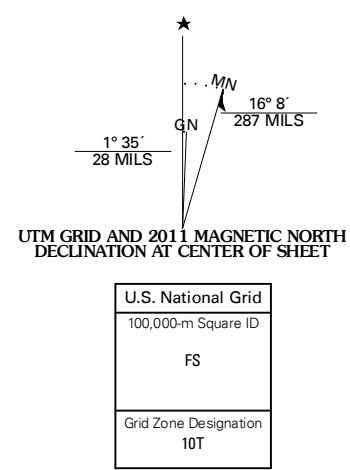 ★
MN
GN
16° 8´
287 MILS
1° 35´
28 MILS
UTM GRID AND 2011 MAGNETIC NORTH
DECLINATION AT CENTER OF SHEET
U.S. National Grid
100,000-m Square ID
FS
Grid Zone Designation
10T